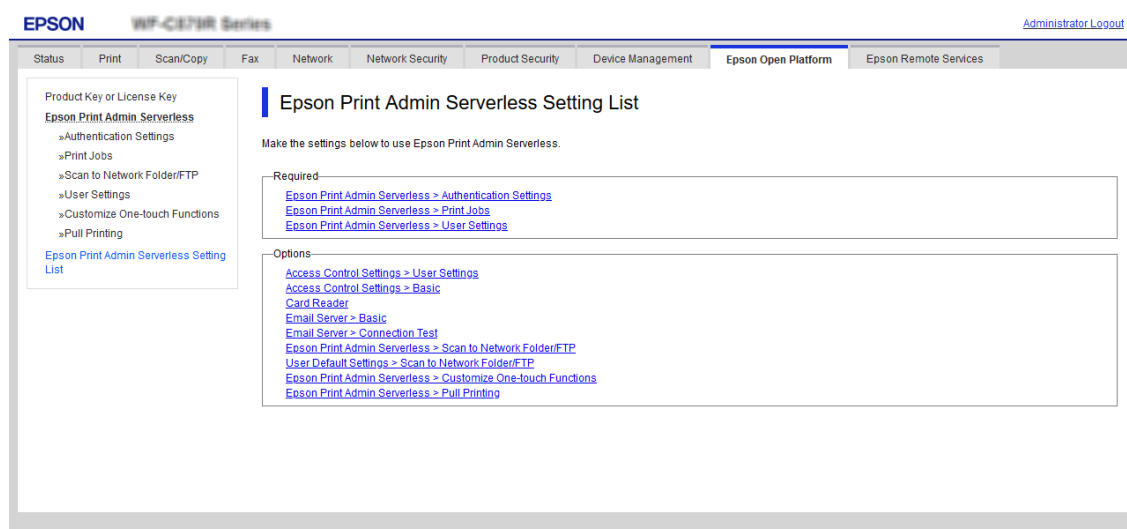 EPSON
Series
Administrator Logout
Status Print Scan/Copy Fax Network Network Security Product Security Device Management Epson Open Platform Epson Remote Services
Product Key or License Key
Epson Print Admin Serverless
»Authentication Settings
»Print Jobs
»Scan to Network Folder/FTP
»User Settings
»Customize One-touch Functions
»Pull Printing
Epson Print Admin Serverless Setting
List
Epson Print Admin Serverless Setting List
Make the settings below to use Epson Print Admin Serverless.
Required
Epson Print Admin Serverless > Authentication Settings
Epson Print Admin Serverless > Print Jobs
Epson Print Admin Serverless > User Settings
Options
Access Control Settings > User Settings
Access Control Settings > Basic
Card Reader
Email Server > Basic
Email Server > Connection Test
Epson Print Admin Serverless > Scan to Network Folder/FTP
User Default Settings > Scan to Network Folder/FTP
Epson Print Admin Serverless > Customize One-touch Functions
Epson Print Admin Serverless > Pull Printing